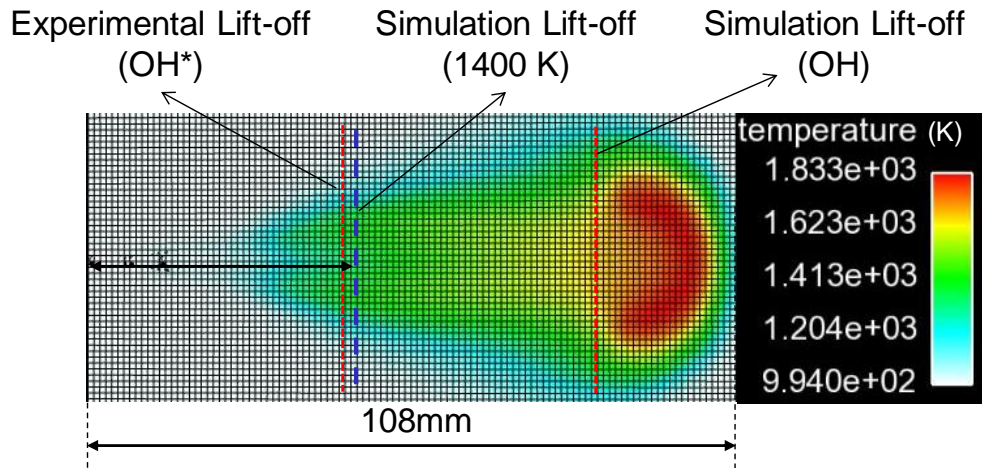 Experimental Lift-off
(OH*)
Simulation Lift-off
(1400 K)
Simulation Lift-off
(OH)
temperature (K)
1.833e+03
1.623e+03
1.413e+03
1.204e+03
9.940e+02
108mm